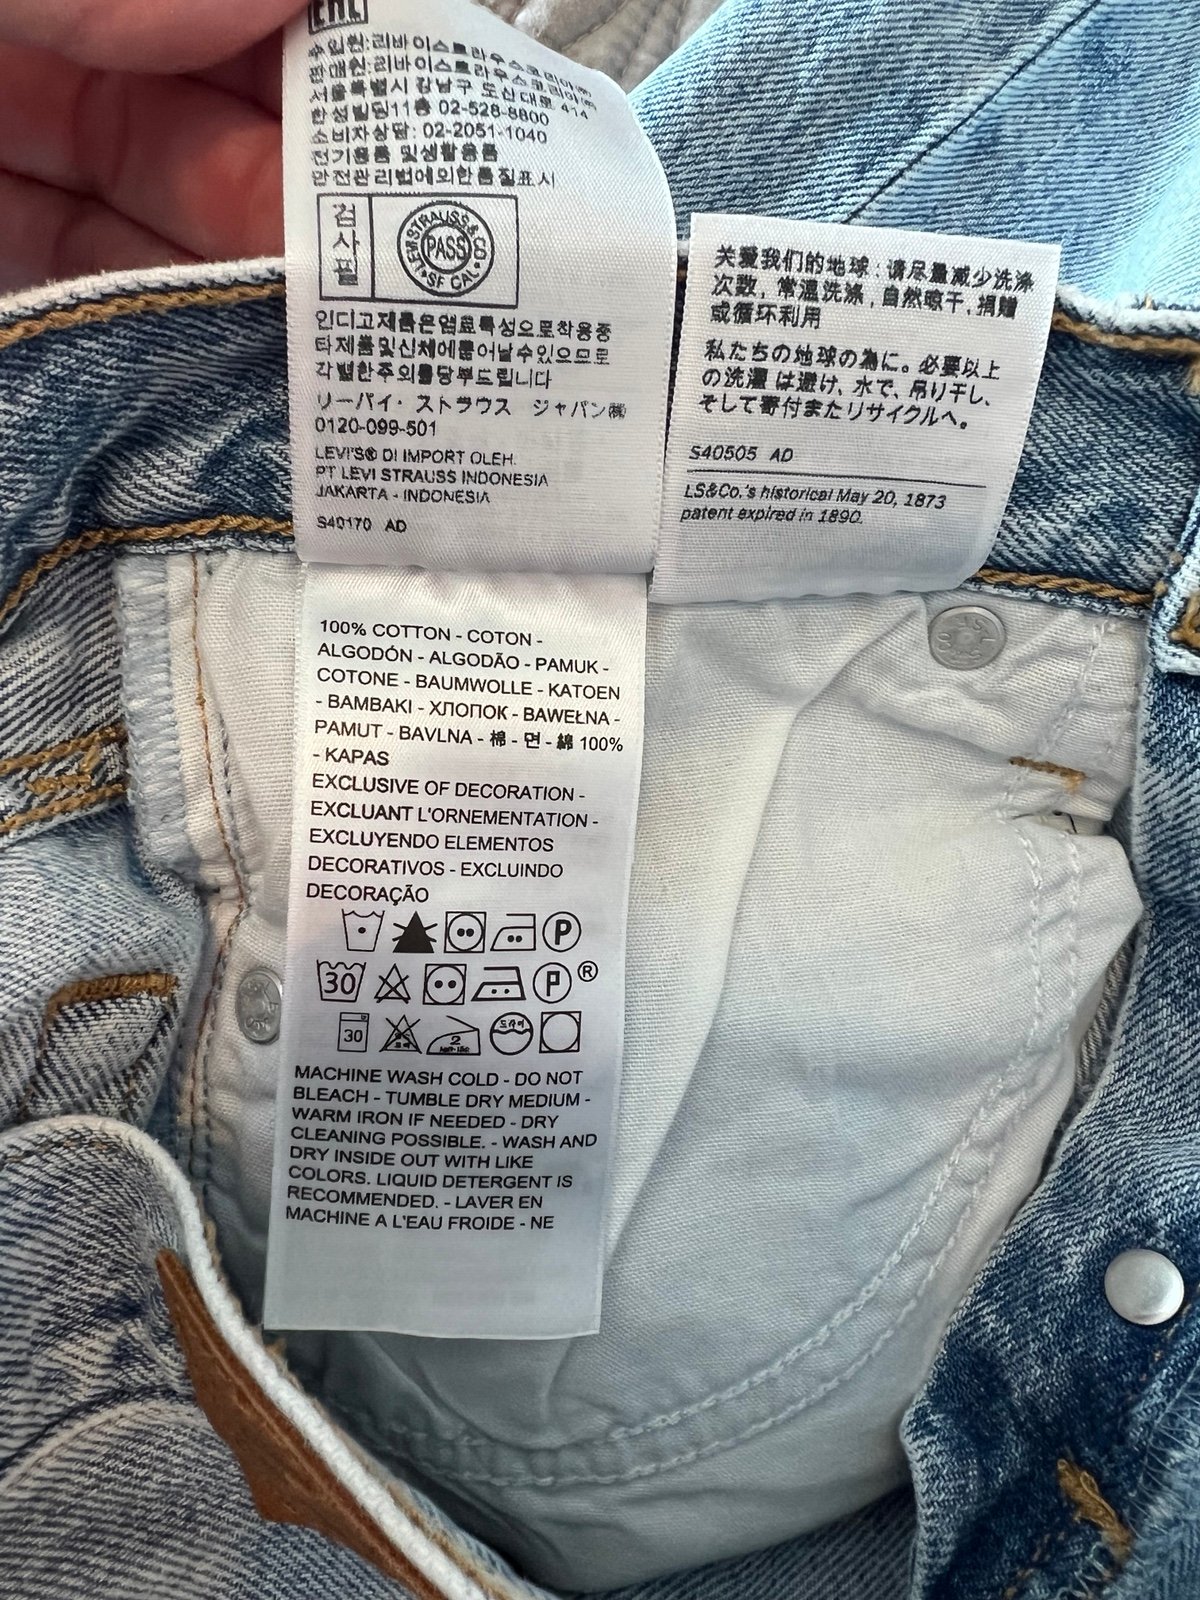 EAC
수입원:리바이스트라우스코리아㈜
판매원:리바이스트라우스코리아㈜
서울특별시 강남구 도산대로 414
한성빌딩11층 02-528-8800
소비자상담: 02-2051-1040
전기용품 및생활용품
안전관리법에의한품질표시
검사필
LEVI STRAUSS & CO
PASS
SF CAL
인디고제품은염료특성으로착용중
타제품및신체에물어날수있으므로
각별한주의를당부드립니다
リーバイ・ストラウス ジャパン㈱
0120-099-501
LEVI'S® DI IMPORT OLEH:
PT LEVI STRAUSS INDONESIA
JAKARTA - INDONESIA
S40170 AD
关爱我们的地球:请尽量减少洗涤
次数, 常温洗涤, 自然晾干, 捐赠
或循环利用
私たちの地球の為に。必要以上
の洗濯は避け、水で、吊り干し、
そして寄付またリサイクルへ。
S40505 AD
LS&Co.'s historical May 20, 1873
patent expired in 1890.
100% COTTON - COTON -
ALGODÓN - ALGODÃO - PAMUK -
COTONE - BAUMWOLLE - KATOEN
- BAMBAKI - ХЛОПОК - BAWEŁNA -
PAMUT - BAVLNA - 棉 - 면 - 綿 100%
- KAPAS
EXCLUSIVE OF DECORATION -
EXCLUANT L'ORNEMENTATION -
EXCLUYENDO ELEMENTOS
DECORATIVOS - EXCLUINDO
DECORAÇÃO
P
30 P ®
30 2 드라이
MACHINE WASH COLD - DO NOT
BLEACH - TUMBLE DRY MEDIUM -
WARM IRON IF NEEDED - DRY
CLEANING POSSIBLE. - WASH AND
DRY INSIDE OUT WITH LIKE
COLORS. LIQUID DETERGENT IS
RECOMMENDED. - LAVER EN
MACHINE A L'EAU FROIDE - NE